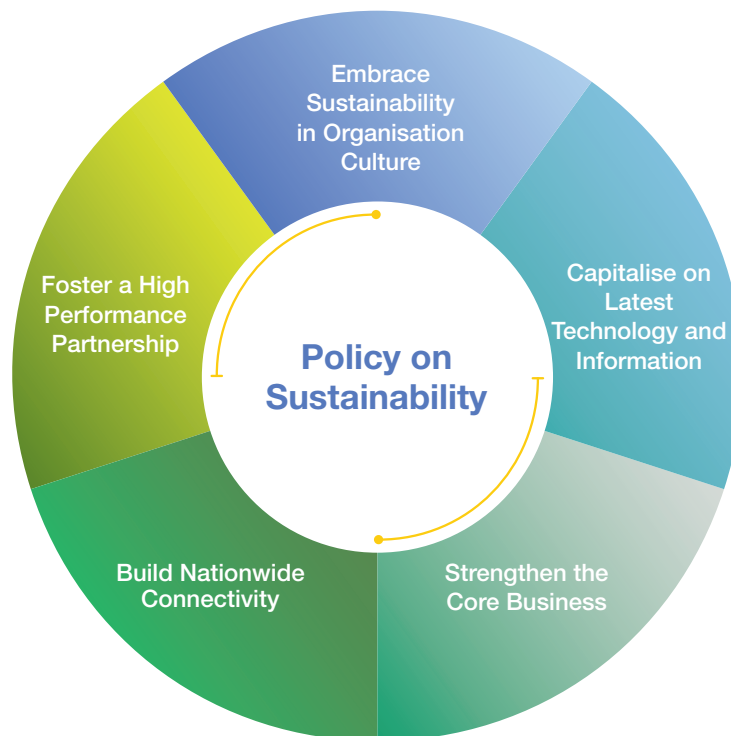 Embrace
Sustainability
in Organisation
Culture
Capitalise on
Latest
Technology and
Information
Strengthen the
Core Business
Build Nationwide
Connectivity
Foster a High
Performance
Partnership
Policy on
Sustainability